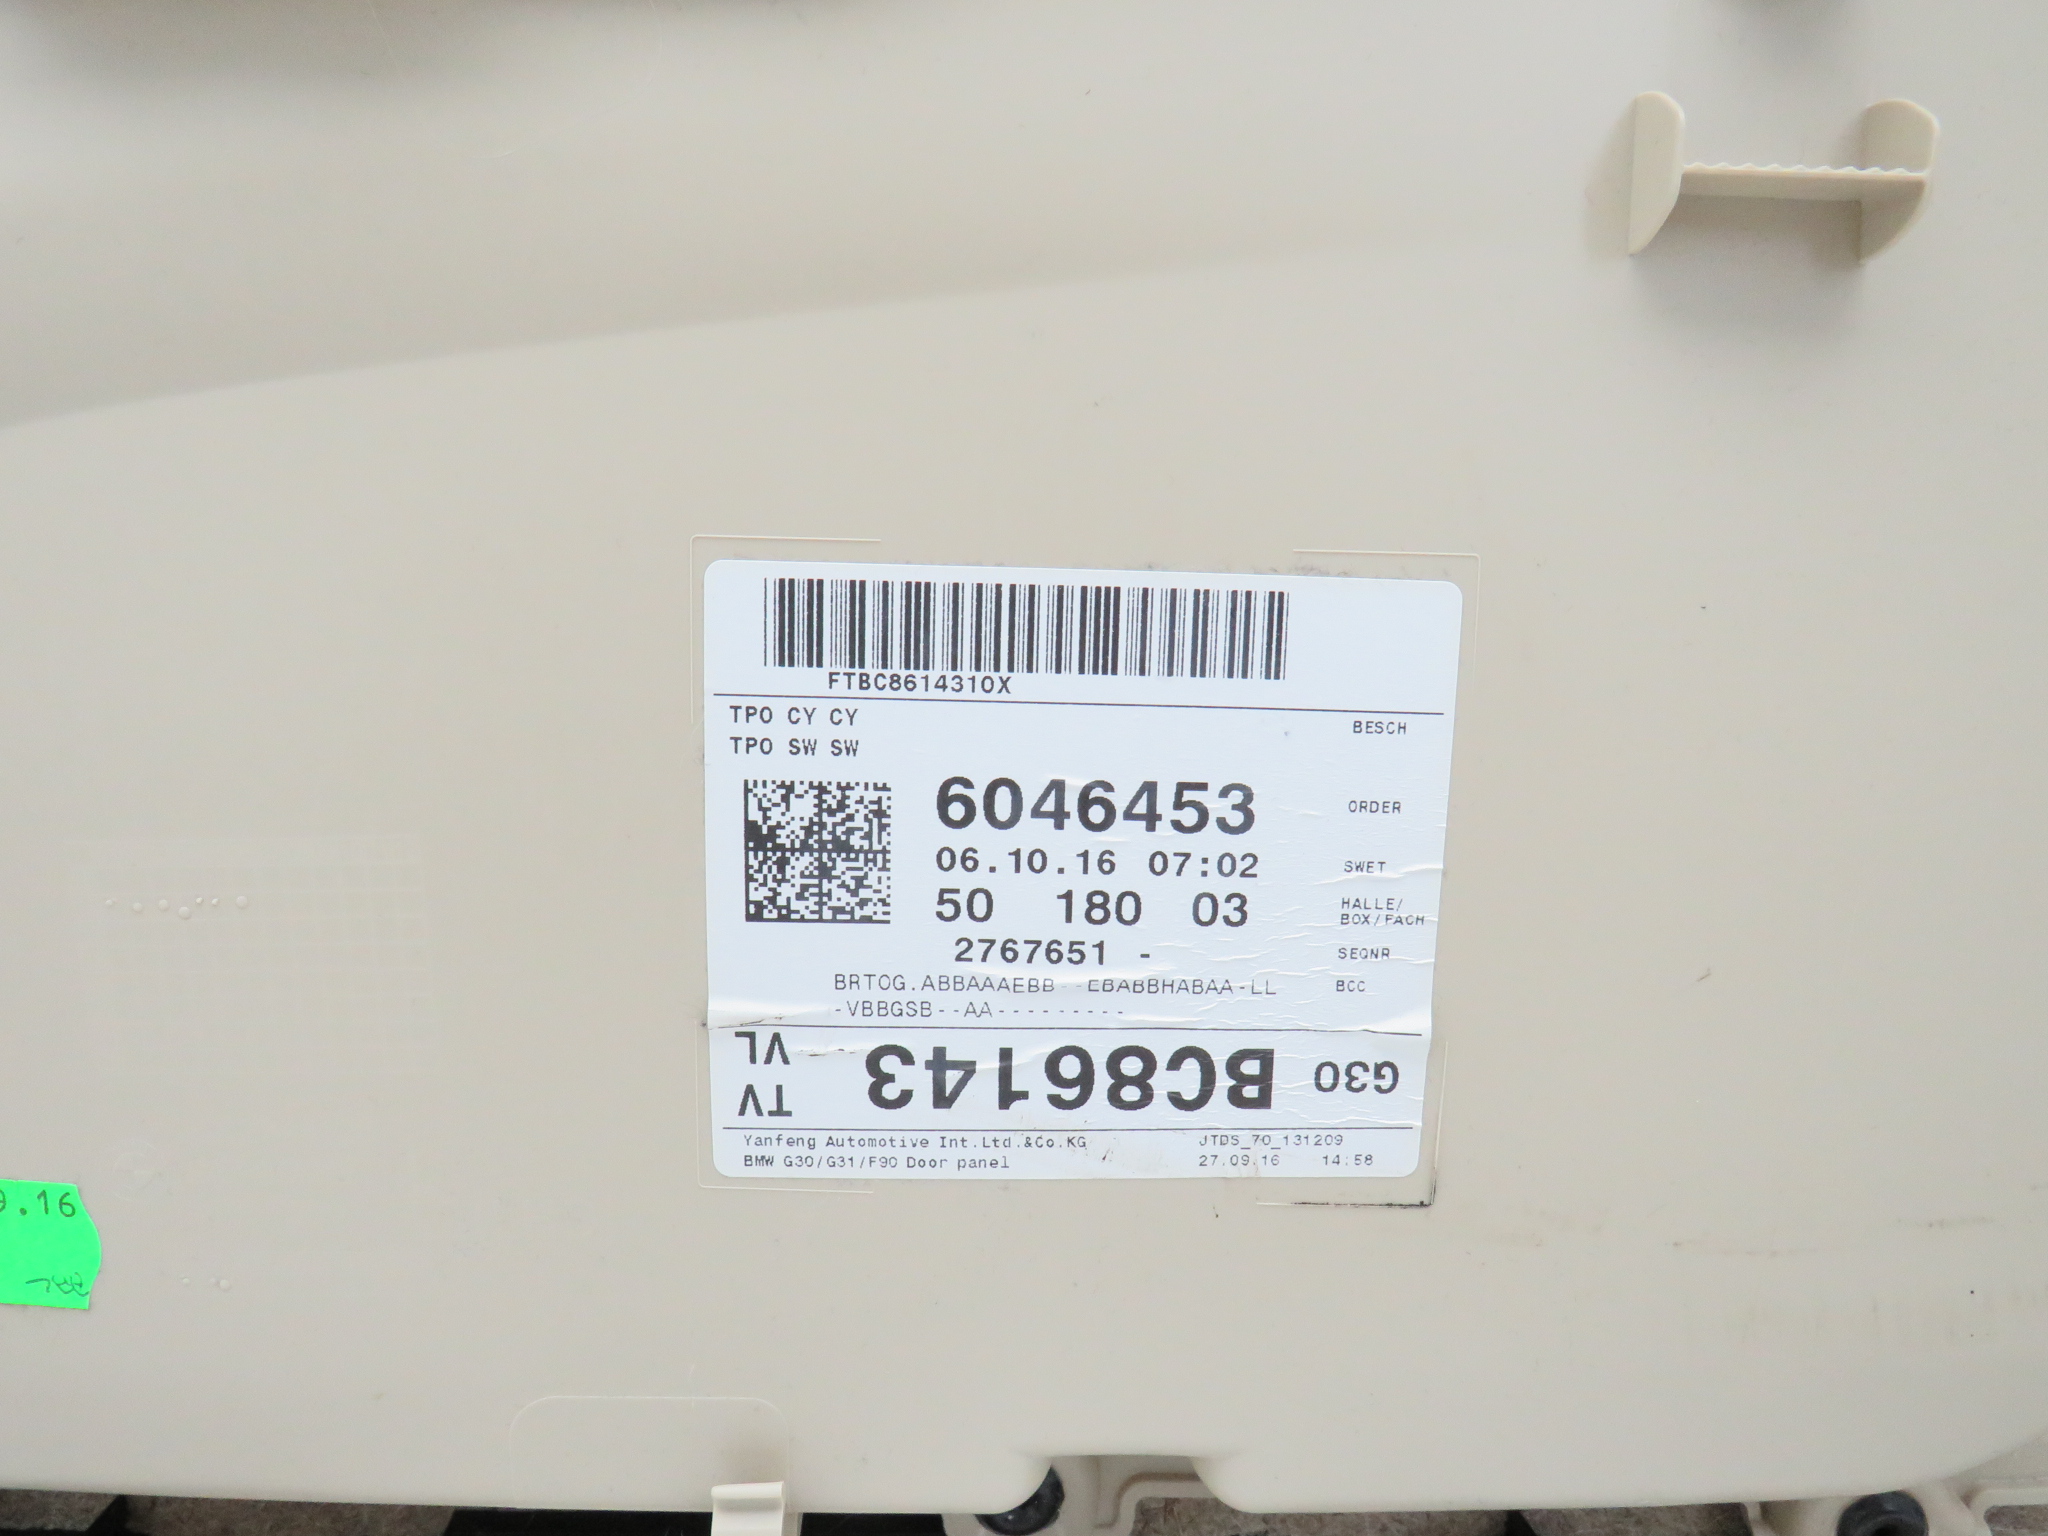 FTBC8614310X
TPO CY CY
TPO SW SW
BESCH
6046453 ORDER
06.10.16 07:02 SWET
50 180 03 HALLE/
BOX/FACH
2767651 - SEQNR
BRTOG.ABBAAAEBB--EBABBHABAA-LL BCC
-VBBGSB--AA---------
G30 BC86143 TV
VL
Yanfeng Automotive Int.Ltd.&Co.KG JTDS_70_131209
BMW G30/G31/F90 Door panel 27.09.16 14:58
.16